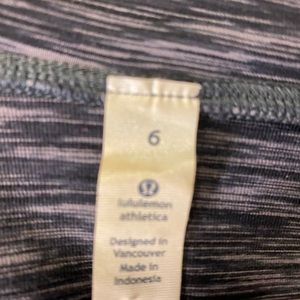 6
lululemon
athletica
Designed in
Vancouver
Made in
Indonesia